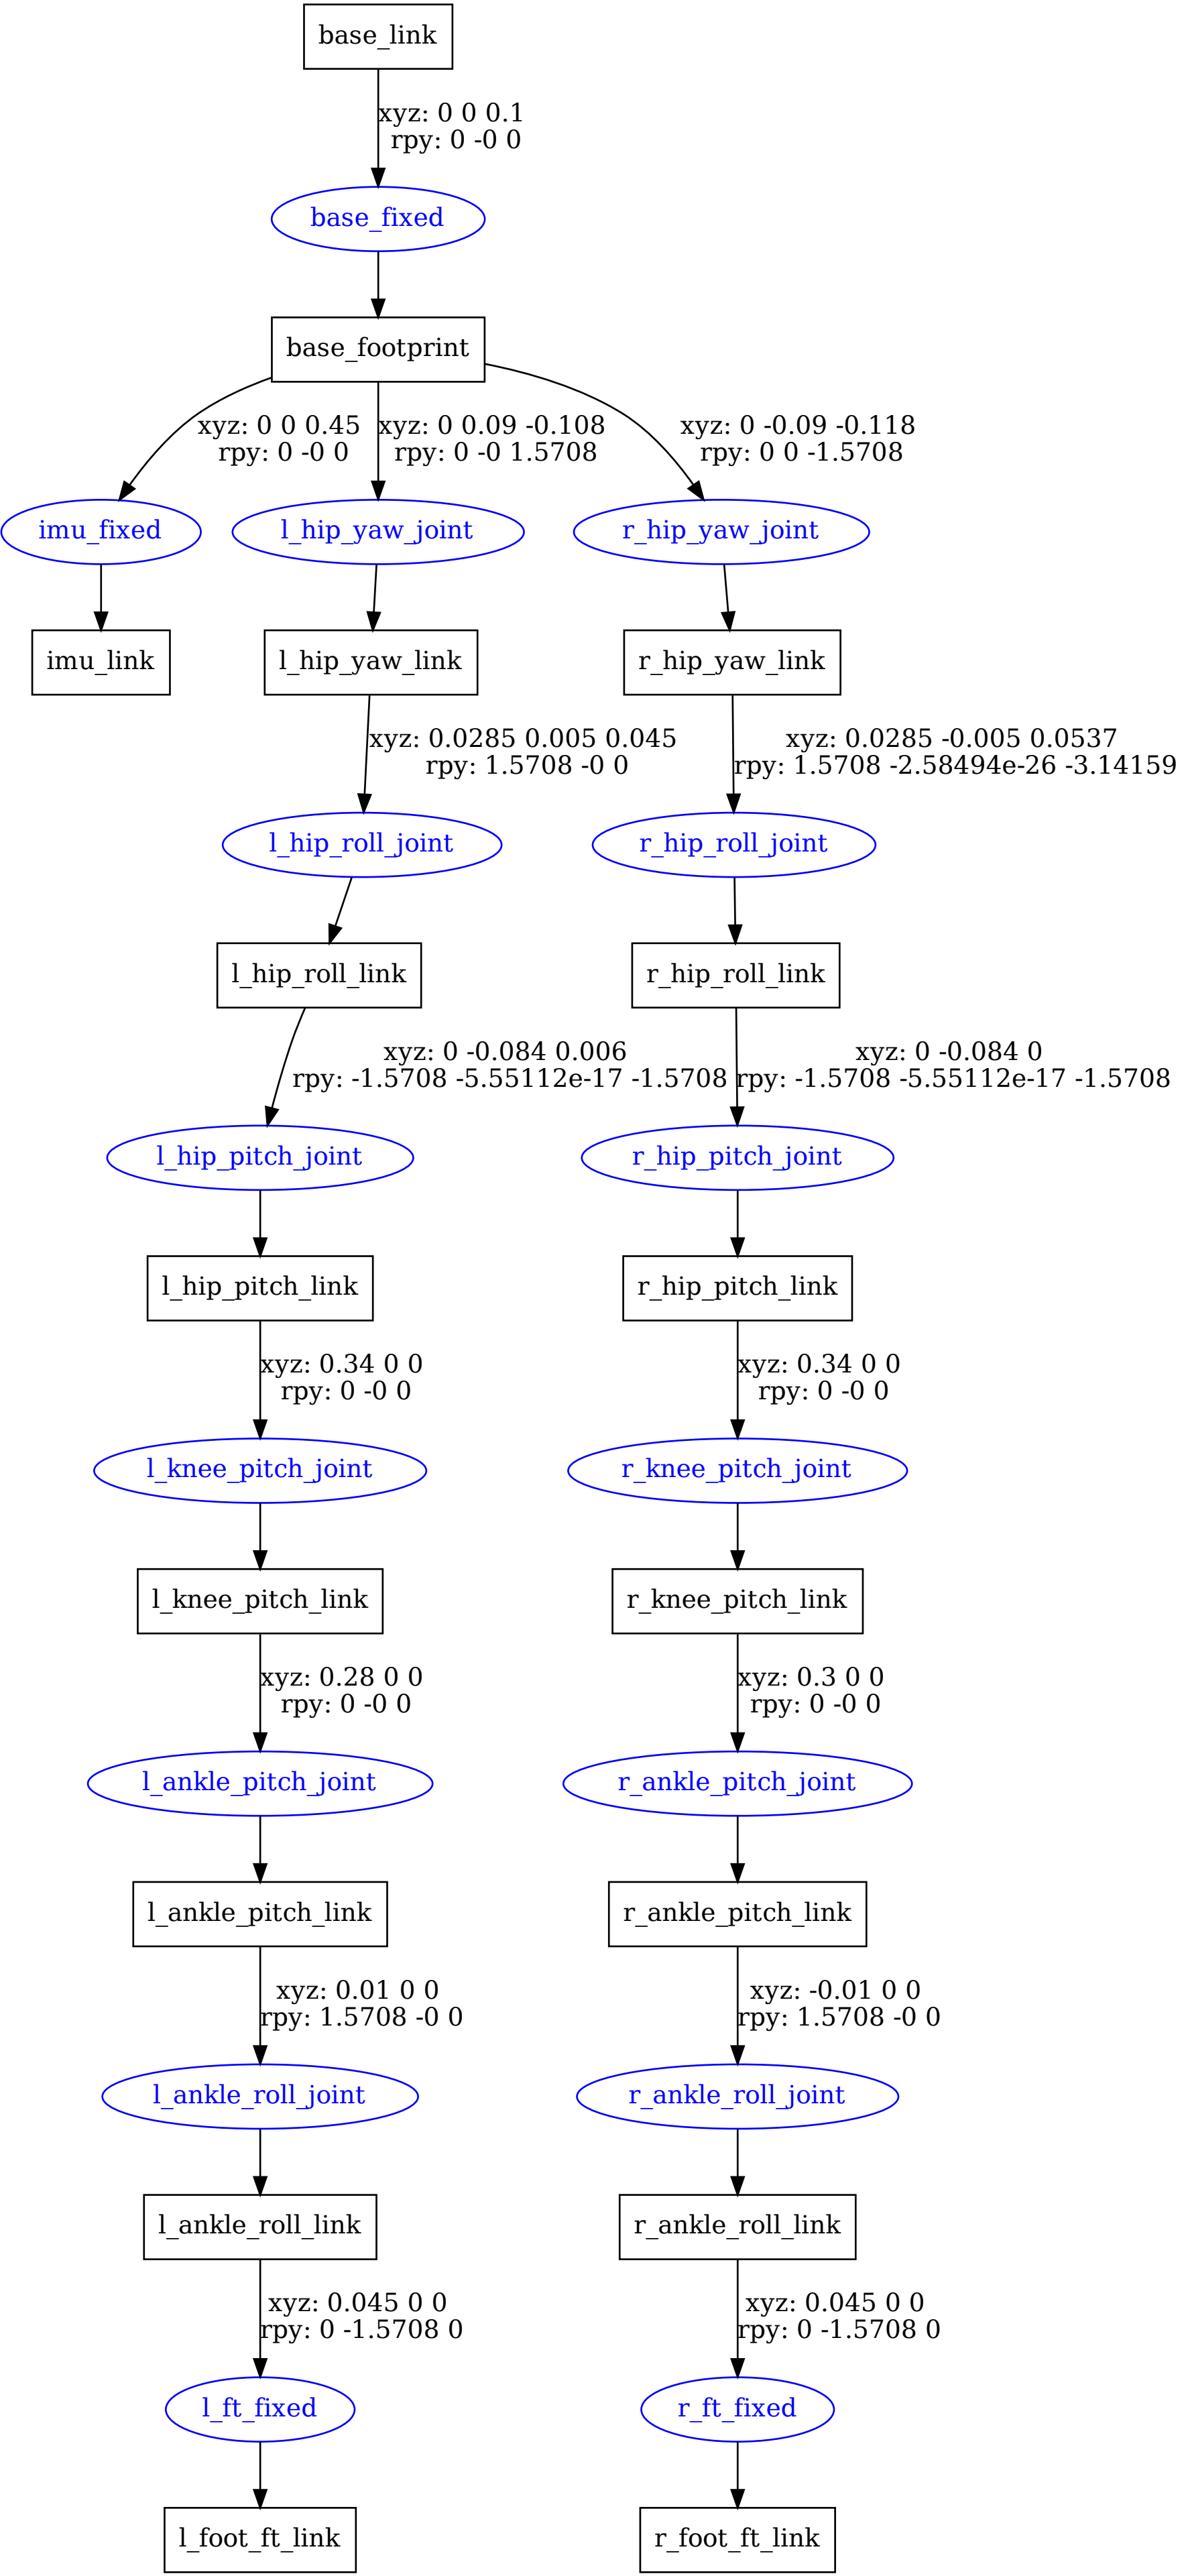 base_link
xyz: 0 0 0.1
rpy: 0 -0 0
base_fixed
base_footprint
xyz: 0 0 0.45
rpy: 0 -0 0
xyz: 0 0.09 -0.108
rpy: 0 -0 1.5708
xyz: 0 -0.09 -0.118
rpy: 0 0 -1.5708
imu_fixed
l_hip_yaw_joint
r_hip_yaw_joint
imu_link
l_hip_yaw_link
r_hip_yaw_link
xyz: 0.0285 0.005 0.045
rpy: 1.5708 -0 0
xyz: 0.0285 -0.005 0.0537
rpy: 1.5708 -2.58494e-26 -3.14159
l_hip_roll_joint
r_hip_roll_joint
l_hip_roll_link
r_hip_roll_link
xyz: 0 -0.084 0.006
rpy: -1.5708 -5.55112e-17 -1.5708
xyz: 0 -0.084 0
rpy: -1.5708 -5.55112e-17 -1.5708
l_hip_pitch_joint
r_hip_pitch_joint
l_hip_pitch_link
r_hip_pitch_link
xyz: 0.34 0 0
rpy: 0 -0 0
xyz: 0.34 0 0
rpy: 0 -0 0
l_knee_pitch_joint
r_knee_pitch_joint
l_knee_pitch_link
r_knee_pitch_link
xyz: 0.28 0 0
rpy: 0 -0 0
xyz: 0.3 0 0
rpy: 0 -0 0
l_ankle_pitch_joint
r_ankle_pitch_joint
l_ankle_pitch_link
r_ankle_pitch_link
xyz: 0.01 0 0
rpy: 1.5708 -0 0
xyz: -0.01 0 0
rpy: 1.5708 -0 0
l_ankle_roll_joint
r_ankle_roll_joint
l_ankle_roll_link
r_ankle_roll_link
xyz: 0.045 0 0
rpy: 0 -1.5708 0
xyz: 0.045 0 0
rpy: 0 -1.5708 0
l_ft_fixed
r_ft_fixed
l_foot_ft_link
r_foot_ft_link